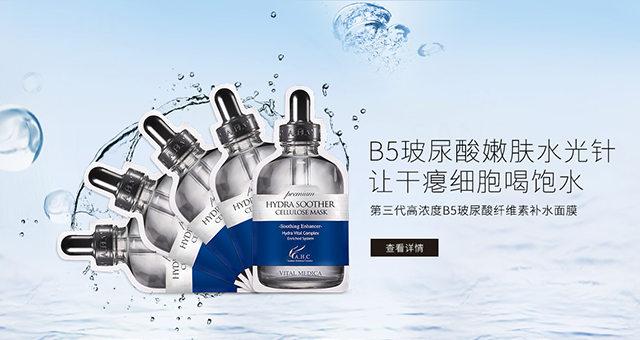 B5玻尿酸嫩肤水光针
让干瘪细胞喝饱水
第三代高浓度B5玻尿酸纤维素补水面膜
查看详情
premium
HYDRA SOOTHER
CELLULOSE MASK
-Soothing Enhancer-
Hydra Vital Complex
Enriched System
A.H.C
VITAL MEDICA